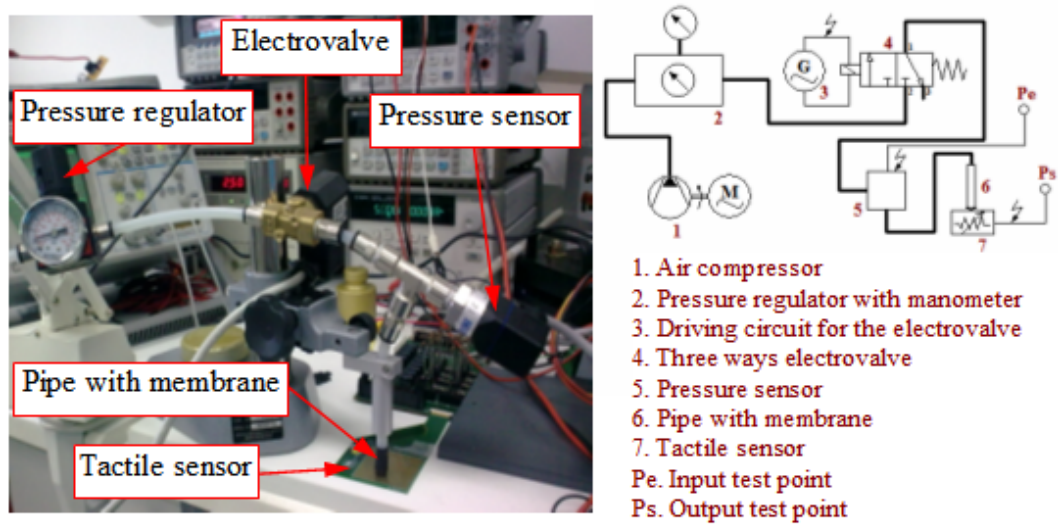 Electrovalve
Pressure regulator
Pressure sensor
Pipe with membrane
Tactile sensor
G
3
4
1
2
Pe
Ps
M
1
5
6
7
1. Air compressor
2. Pressure regulator with manometer
3. Driving circuit for the electrovalve
4. Three ways electrovalve
5. Pressure sensor
6. Pipe with membrane
7. Tactile sensor
Pe. Input test point
Ps. Output test point